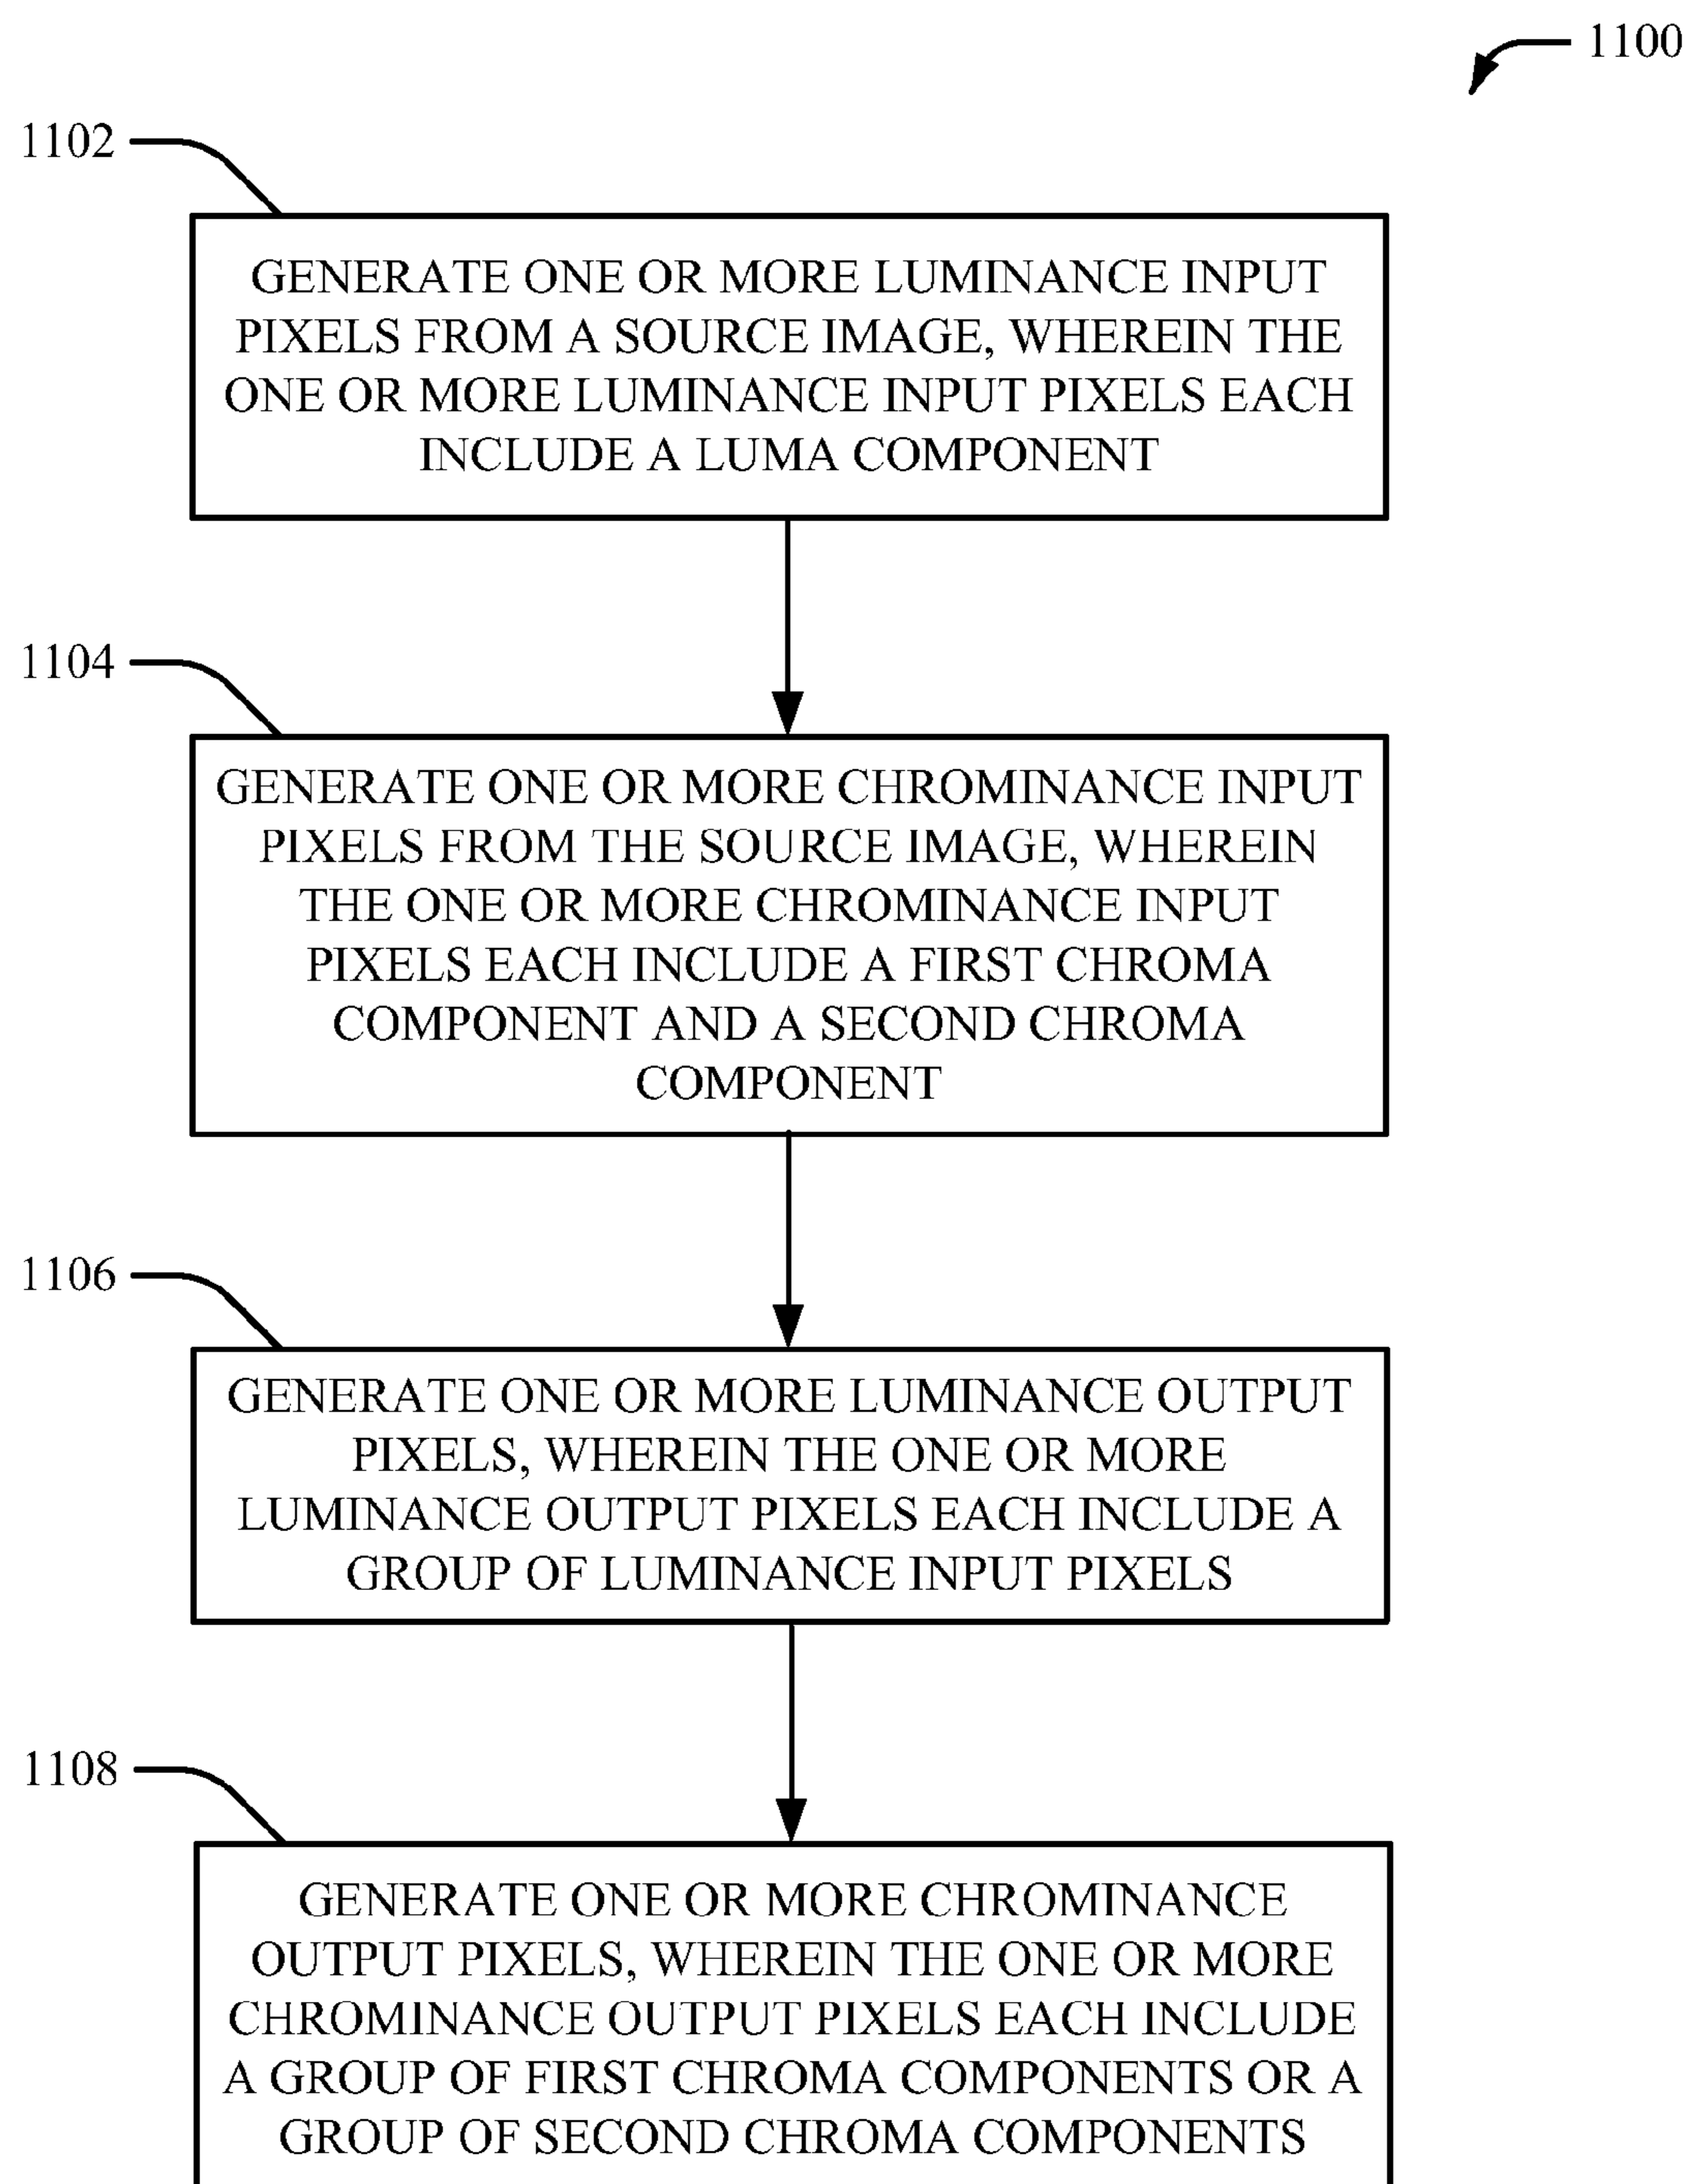 1100
1102
GENERATE ONE OR MORE LUMINANCE INPUT
PIXELS FROM A SOURCE IMAGE, WHEREIN THE
ONE OR MORE LUMINANCE INPUT PIXELS EACH
INCLUDE A LUMA COMPONENT
1104
GENERATE ONE OR MORE CHROMINANCE INPUT
PIXELS FROM THE SOURCE IMAGE, WHEREIN
THE ONE OR MORE CHROMINANCE INPUT
PIXELS EACH INCLUDE A FIRST CHROMA
COMPONENT AND A SECOND CHROMA
COMPONENT
1106
GENERATE ONE OR MORE LUMINANCE OUTPUT
PIXELS, WHEREIN THE ONE OR MORE
LUMINANCE OUTPUT PIXELS EACH INCLUDE A
GROUP OF LUMINANCE INPUT PIXELS
1108
GENERATE ONE OR MORE CHROMINANCE
OUTPUT PIXELS, WHEREIN THE ONE OR MORE
CHROMINANCE OUTPUT PIXELS EACH INCLUDE
A GROUP OF FIRST CHROMA COMPONENTS OR A
GROUP OF SECOND CHROMA COMPONENTS